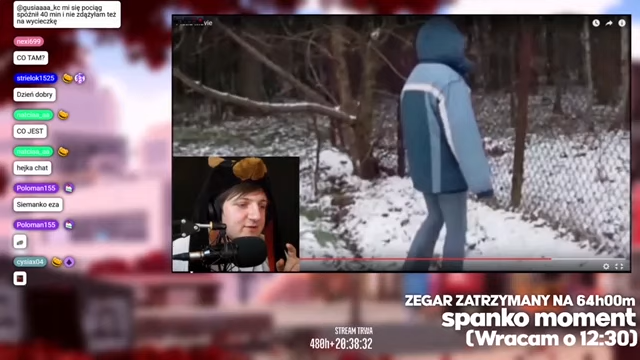 @gusiaaaa_kc mi się pociąg
spóźnił 40 min i nie zdążyłam też
na wycieczkę
nexi699
CO TAM?
strielok1525
Dzień dobry
CO JEST
hejka chat
Poloman155
Siemanko eza
Poloman155
cysiax04
ZEGAR ZATRZYMANY NA 64h00m
spanko moment
(Wracam o 12:30)
STREAM TRWA
480h+20:38:32